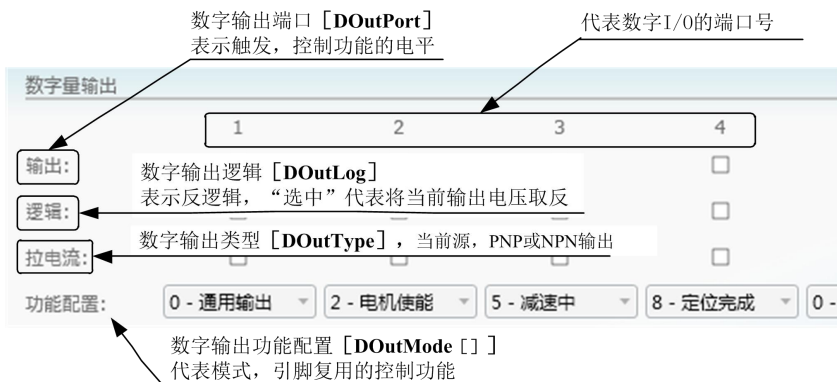 数字输出端口［DOutPort］
表示触发，控制功能的电平
代表数字I/0的端口号
数字量输出
1 2 3 4
输出:
数字输出逻辑［DOutLog］
表示反逻辑，“选中”代表将当前输出电压取反
逻辑:
数字输出类型［DOutType］，当前源，PNP或NPN输出
拉电流:
功能配置: 0 - 通用输出 2 - 电机使能 5 - 减速中 8 - 定位完成 0 -
数字输出功能配置［DOutMode []］
代表模式，引脚复用的控制功能